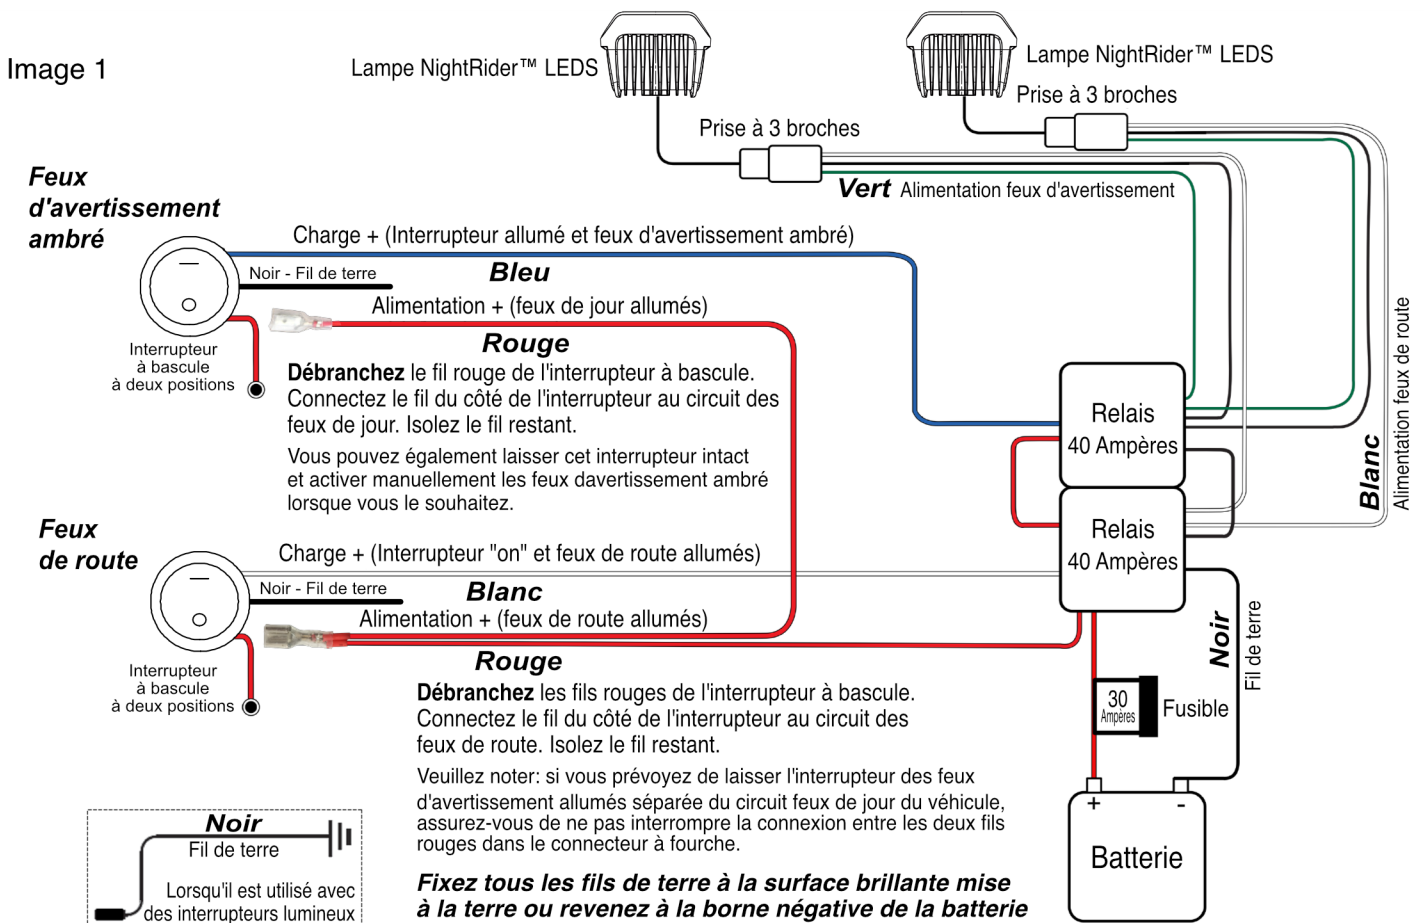 Image 1
Lampe NightRider™ LEDS
Lampe NightRider™ LEDS
Prise à 3 broches
Prise à 3 broches
Vert Alimentation feux d'avertissement
Feux
d'avertissement
ambré
Charge + (Interrupteur allumé et feux d'avertissement ambré)
Bleu
Noir - Fil de terre
Alimentation + (feux de jour allumés)
Rouge
Interrupteur
à bascule
à deux positions
Débranchez le fil rouge de l'interrupteur à bascule.
Connectez le fil du côté de l'interrupteur au circuit des
feux de jour. Isolez le fil restant.
Vous pouvez également laisser cet interrupteur intact
et activer manuellement les feux davertissement ambré
lorsque vous le souhaitez.
Relais
40 Ampères
Relais
40 Ampères
Blanc
Alimentation feux de route
Feux
de route
Charge + (Interrupteur "on" et feux de route allumés)
Noir - Fil de terre
Blanc
Alimentation + (feux de route allumés)
Rouge
Interrupteur
à bascule
à deux positions
Débranchez les fils rouges de l'interrupteur à bascule.
Connectez le fil du côté de l'interrupteur au circuit des
feux de route. Isolez le fil restant.
Veuillez noter: si vous prévoyez de laisser l'interrupteur des feux
d'avertissement allumés séparée du circuit feux de jour du véhicule,
assurez-vous de ne pas interrompre la connexion entre les deux fils
rouges dans le connecteur à fourche.
Fixez tous les fils de terre à la surface brillante mise
à la terre ou revenez à la borne négative de la batterie
Noir
Fil de terre
30
Ampères
Fusible
+ -
Batterie
Noir
Fil de terre
Lorsqu'il est utilisé avec
des interrupteurs lumineux